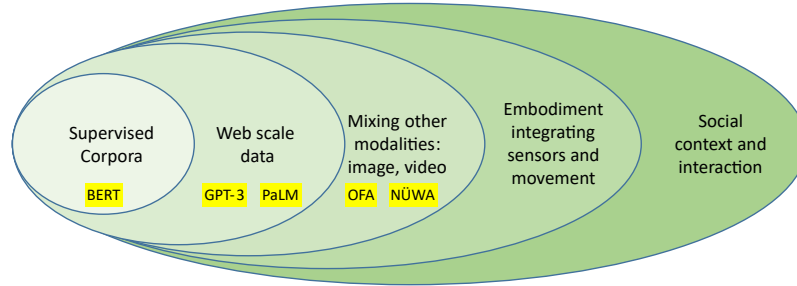 Supervised
Corpora
BERT
Web scale
data
GPT-3 PaLM
Mixing other
modalities:
image, video
OFA NÜWA
Embodiment
integrating
sensors and
movement
Social
context and
interaction